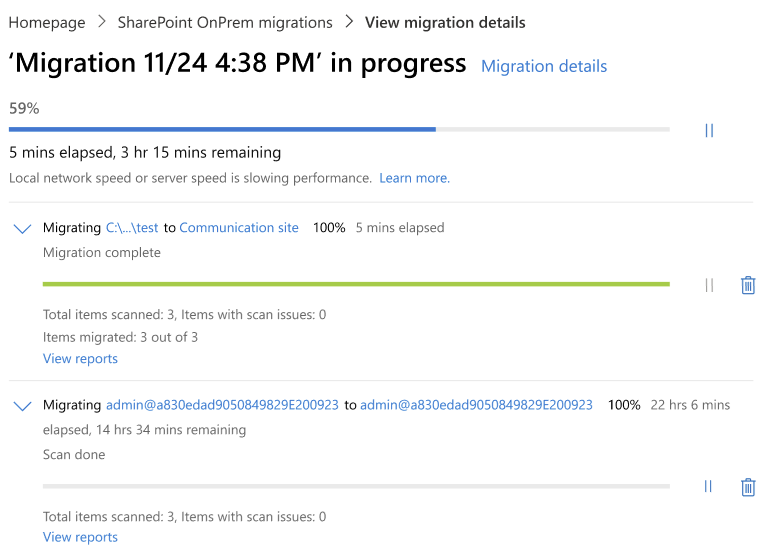 Homepage > SharePoint OnPrem migrations > View migration details
‘Migration 11/24 4:38 PM’ in progress Migration details
59%
5 mins elapsed, 3 hr 15 mins remaining
Local network speed or server speed is slowing performance. Learn more.
Migrating C:\...\test to Communication site 100% 5 mins elapsed
Migration complete
Total items scanned: 3, Items with scan issues: 0
Items migrated: 3 out of 3
View reports
Migrating admin@a830edad9050849829E200923 to admin@a830edad9050849829E200923 100% 22 hrs 6 mins
elapsed, 14 hrs 34 mins remaining
Scan done
Total items scanned: 3, Items with scan issues: 0
View reports